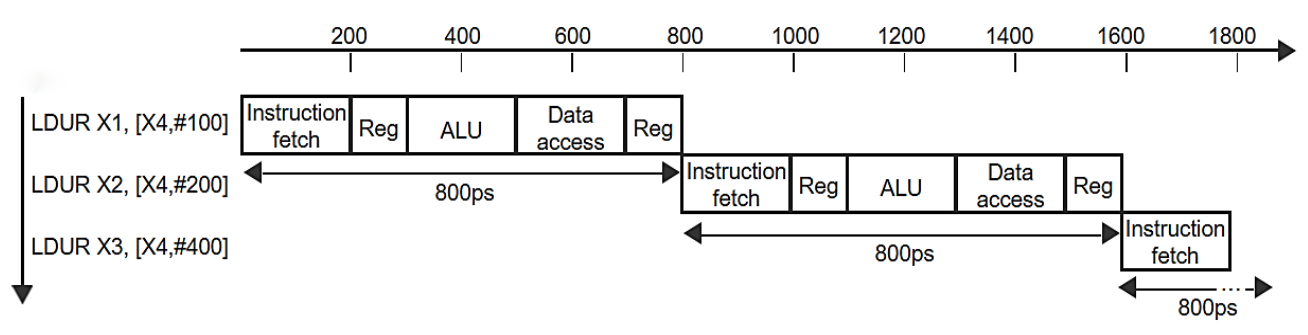 200 400 600 800 1000 1200 1400 1600 1800
LDUR X1, [X4,#100]
Instruction
fetch
Reg
ALU
Data
access
Reg
800ps
LDUR X2, [X4,#200]
Instruction
fetch
Reg
ALU
Data
access
Reg
800ps
LDUR X3, [X4,#400]
Instruction
fetch
...
800ps